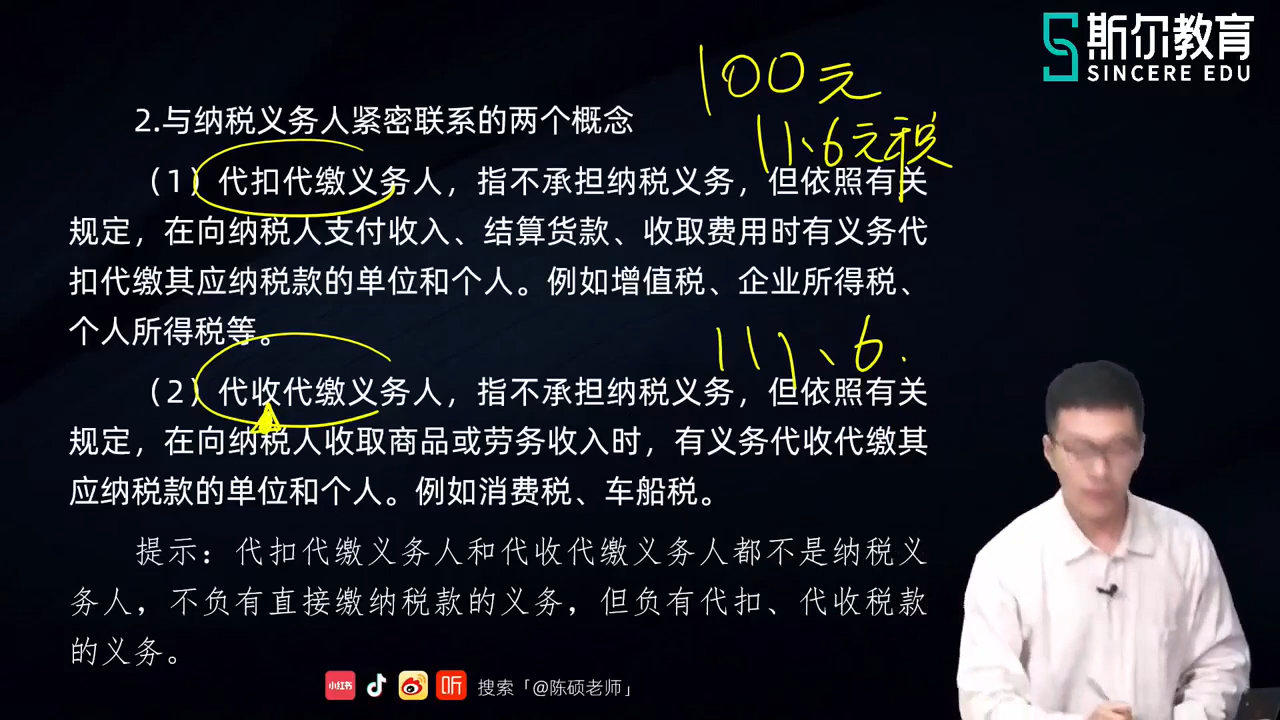 斯尔教育
SINCERE EDU
100元
11、6元税
2.与纳税义务人紧密联系的两个概念
（1）代扣代缴义务人，指不承担纳税义务，但依照有关
规定，在向纳税人支付收入、结算货款、收取费用时有义务代
扣代缴其应纳税款的单位和个人。例如增值税、企业所得税、
个人所得税等。
111、6.
（2）代收代缴义务人，指不承担纳税义务，但依照有关
规定，在向纳税人收取商品或劳务收入时，有义务代收代缴其
应纳税款的单位和个人。例如消费税、车船税。
提示：代扣代缴义务人和代收代缴义务人都不是纳税义
务人，不负有直接缴纳税款的义务，但负有代扣、代收税款
的义务。
小红书 听 搜索「@陈硕老师」